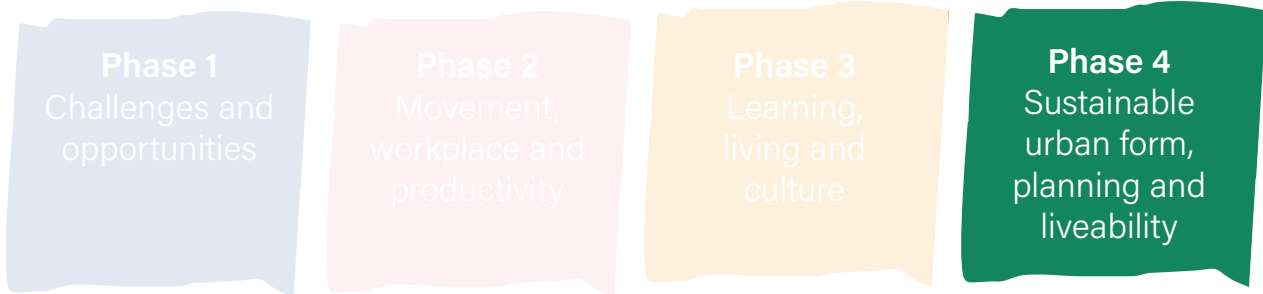 Phase 1
Challenges and
opportunities
Phase 2
Movement,
workplace and
productivity
Phase 3
Learning,
living and
culture
Phase 4
Sustainable
urban form,
planning and
liveability